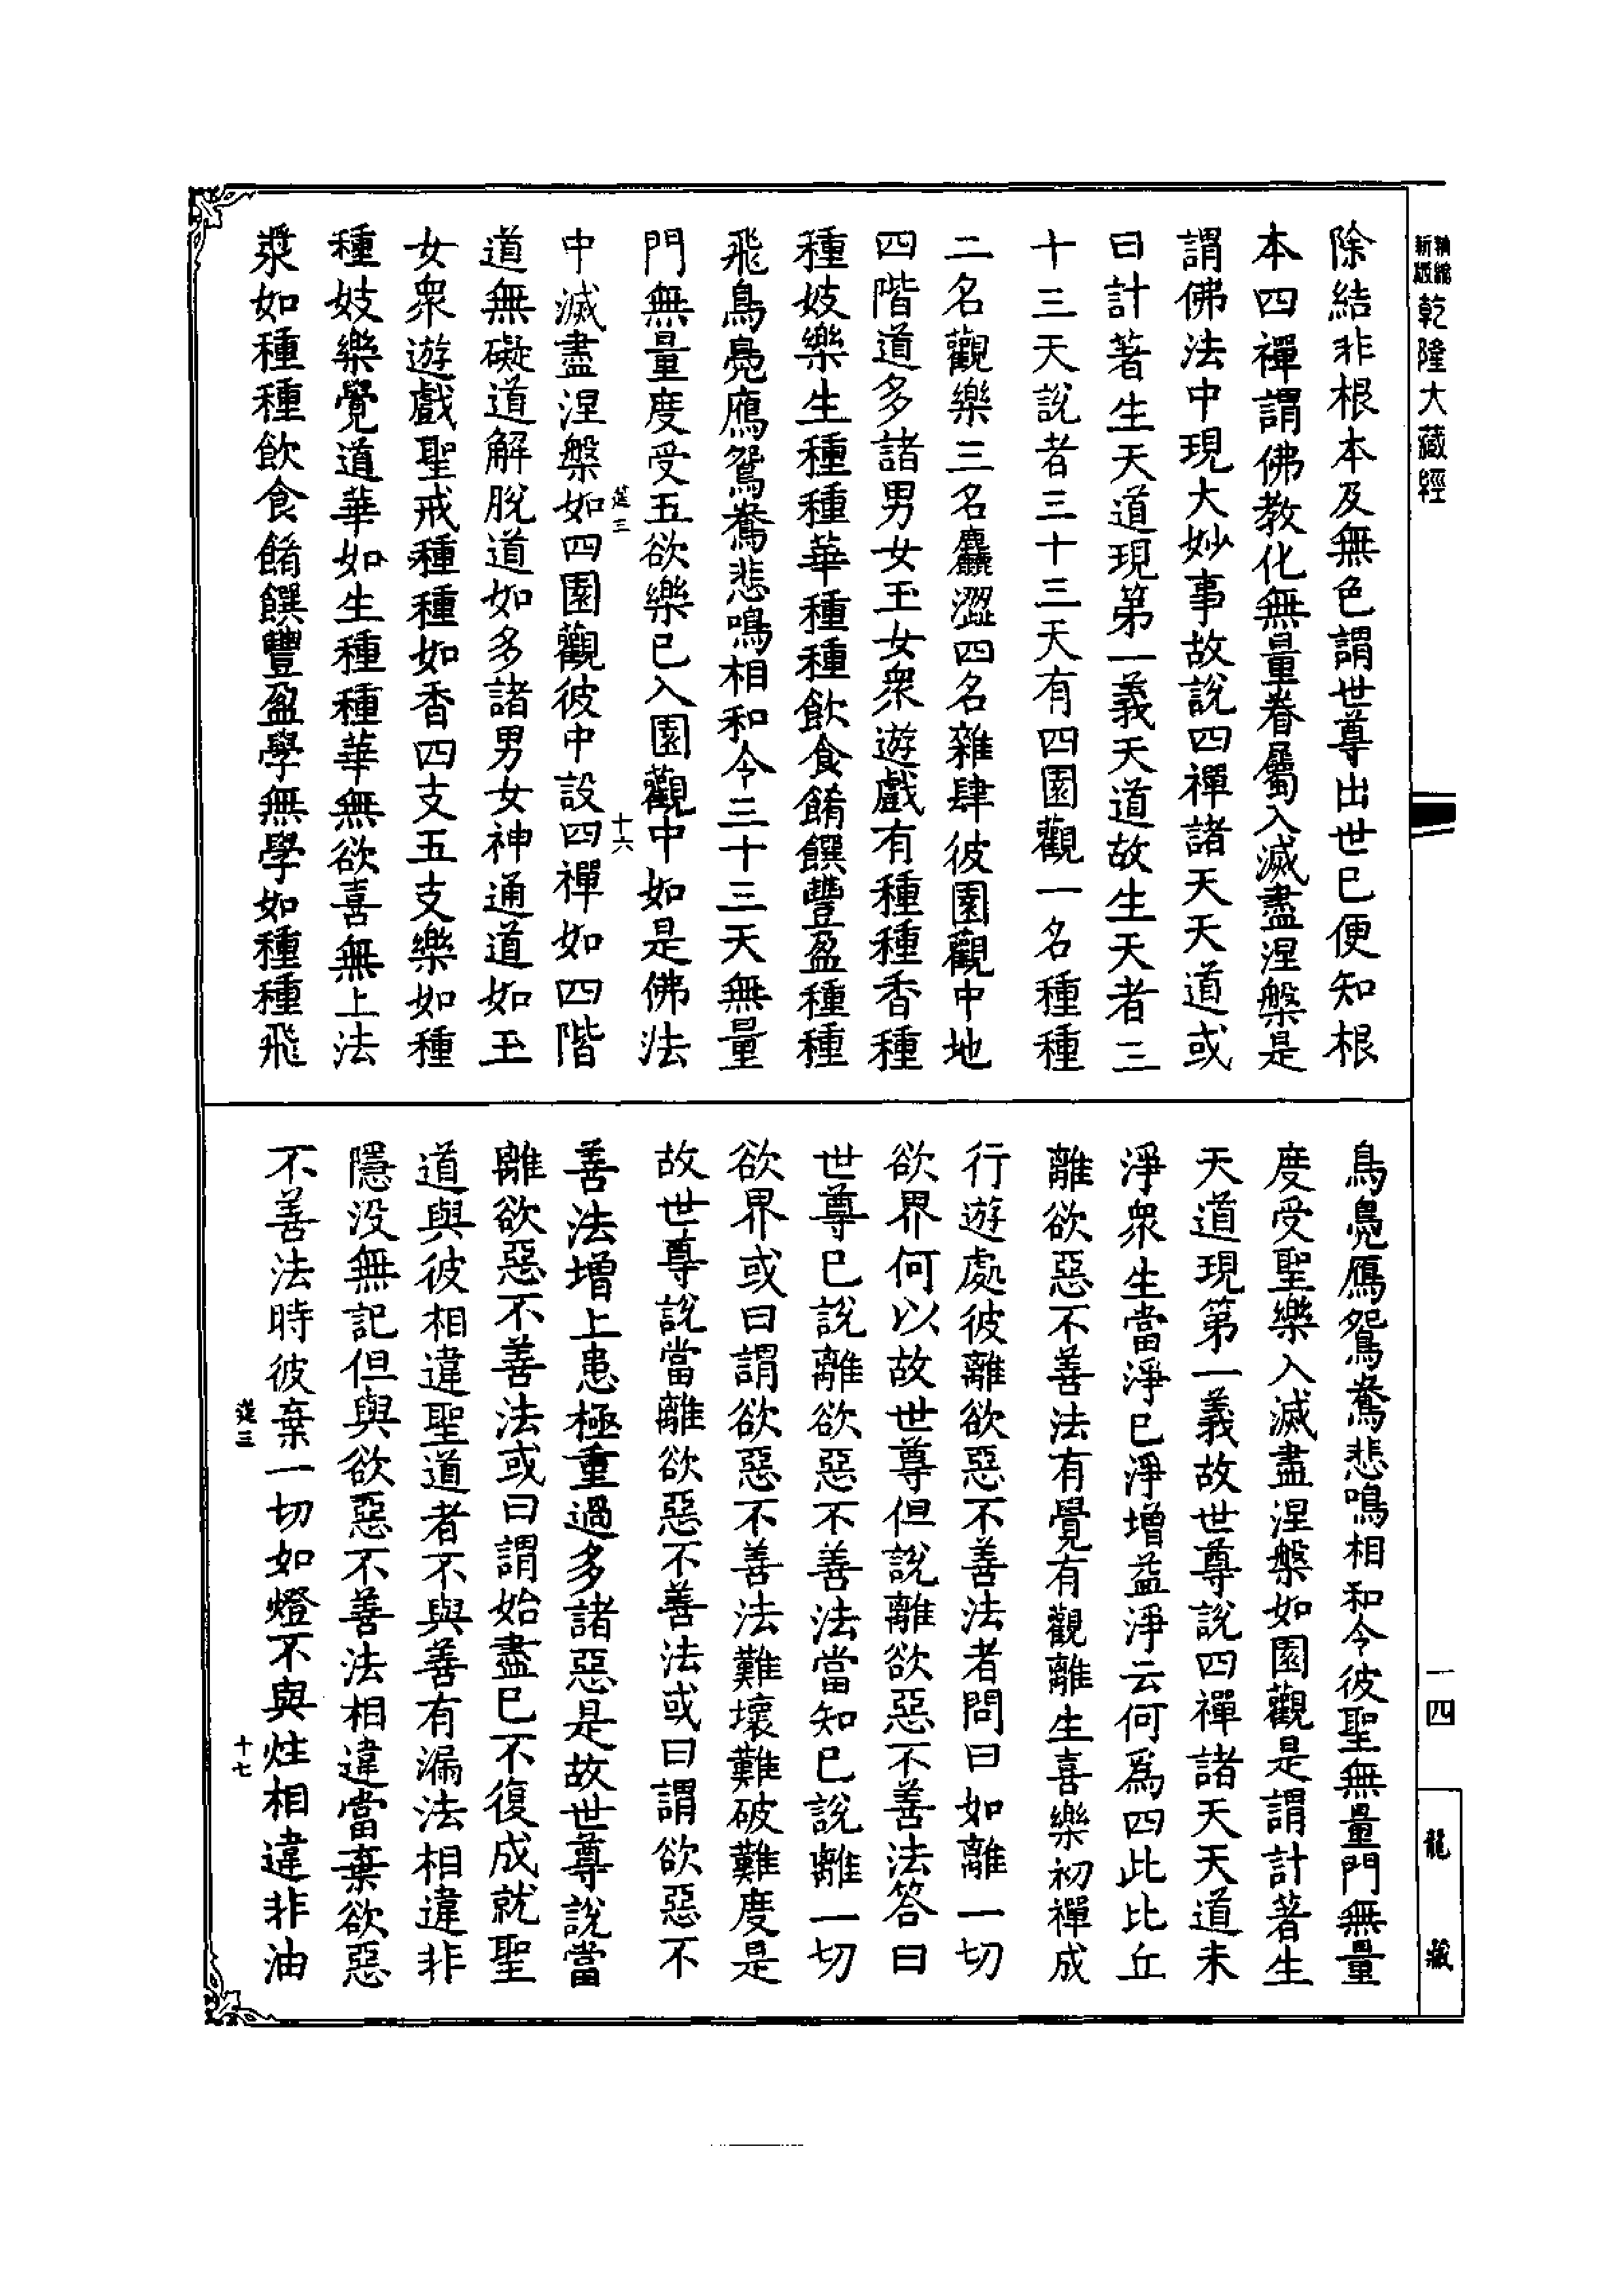 新版
精縮
乾隆大藏經
除結非根本及無色謂世尊出世已便知根
本四禪謂佛教化無量眷屬入滅盡涅槃是
謂佛法中現大妙事故說四禪諸天天道或
曰計著生天道現第一義天道故生天者三
十三天說者三十三天有四園觀一名種種
二名觀樂三名麤澀四名雜肆彼園觀中地
四階道多諸男女玉女衆遊戲有種種香種
種妓樂生種種華種種飲食餚饌豐盈種種
飛鳥鳧鴈鴛鴦悲鳴相和令三十三天無量
門無量度受五欲樂已入園觀中如是佛法
筵三
十六
中滅盡涅槃如四園觀彼中設四禪如四階
道無礙道解脫道如多諸男女神通道如玉
女衆遊戲聖戒種種如香四支五支樂如種
種妓樂覺道華如生種種華無欲喜無上法
漿如種種飲食餚饌豐盈學無學如種種飛
鳥鳧鴈鴛鴦悲鳴相和令彼聖無量門無量
度受聖樂入滅盡涅槃如園觀是謂計著生
天道現第一義故世尊說四禪諸天天道未
淨衆生當淨已淨增益淨云何爲四此比丘
離欲惡不善法有覺有觀離生喜樂初禪成
行遊處彼離欲惡不善法者問曰如離一切
欲界何以故世尊但說離欲惡不善法答曰
世尊已說離欲惡不善法當知已說離一切
欲界或曰謂欲惡不善法難壞難破難度是
故世尊說當離欲惡不善法或曰謂欲惡不
善法增上患極重過多諸惡是故世尊說當
離欲惡不善法或曰謂始盡已不復成就聖
道與彼相違聖道者不與善有漏法相違非
隱没無記但與欲惡不善法相違當棄欲惡
不善法時彼棄一切如燈不與炷相違非油
筵三
十七
一四
龍藏